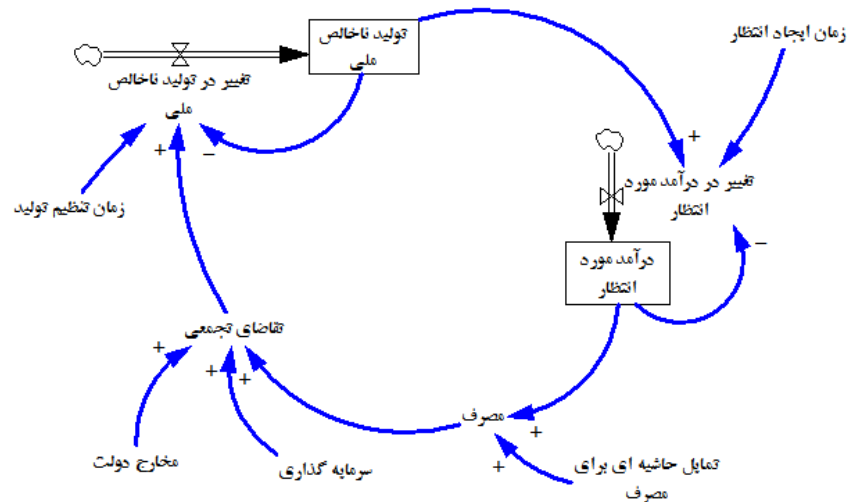 تولید ناخالص
ملی
زمان ایجاد انتظار
تغییر در تولید ناخالص
ملی
+
−
+
زمان تنظیم تولید
تغییر در درآمد مورد
انتظار
−
درآمد مورد
انتظار
تقاضای تجمعی
+
+
+
مصرف
+
+
مخارج دولت
سرمایه گذاری
تمایل حاشیه ای برای
مصرف